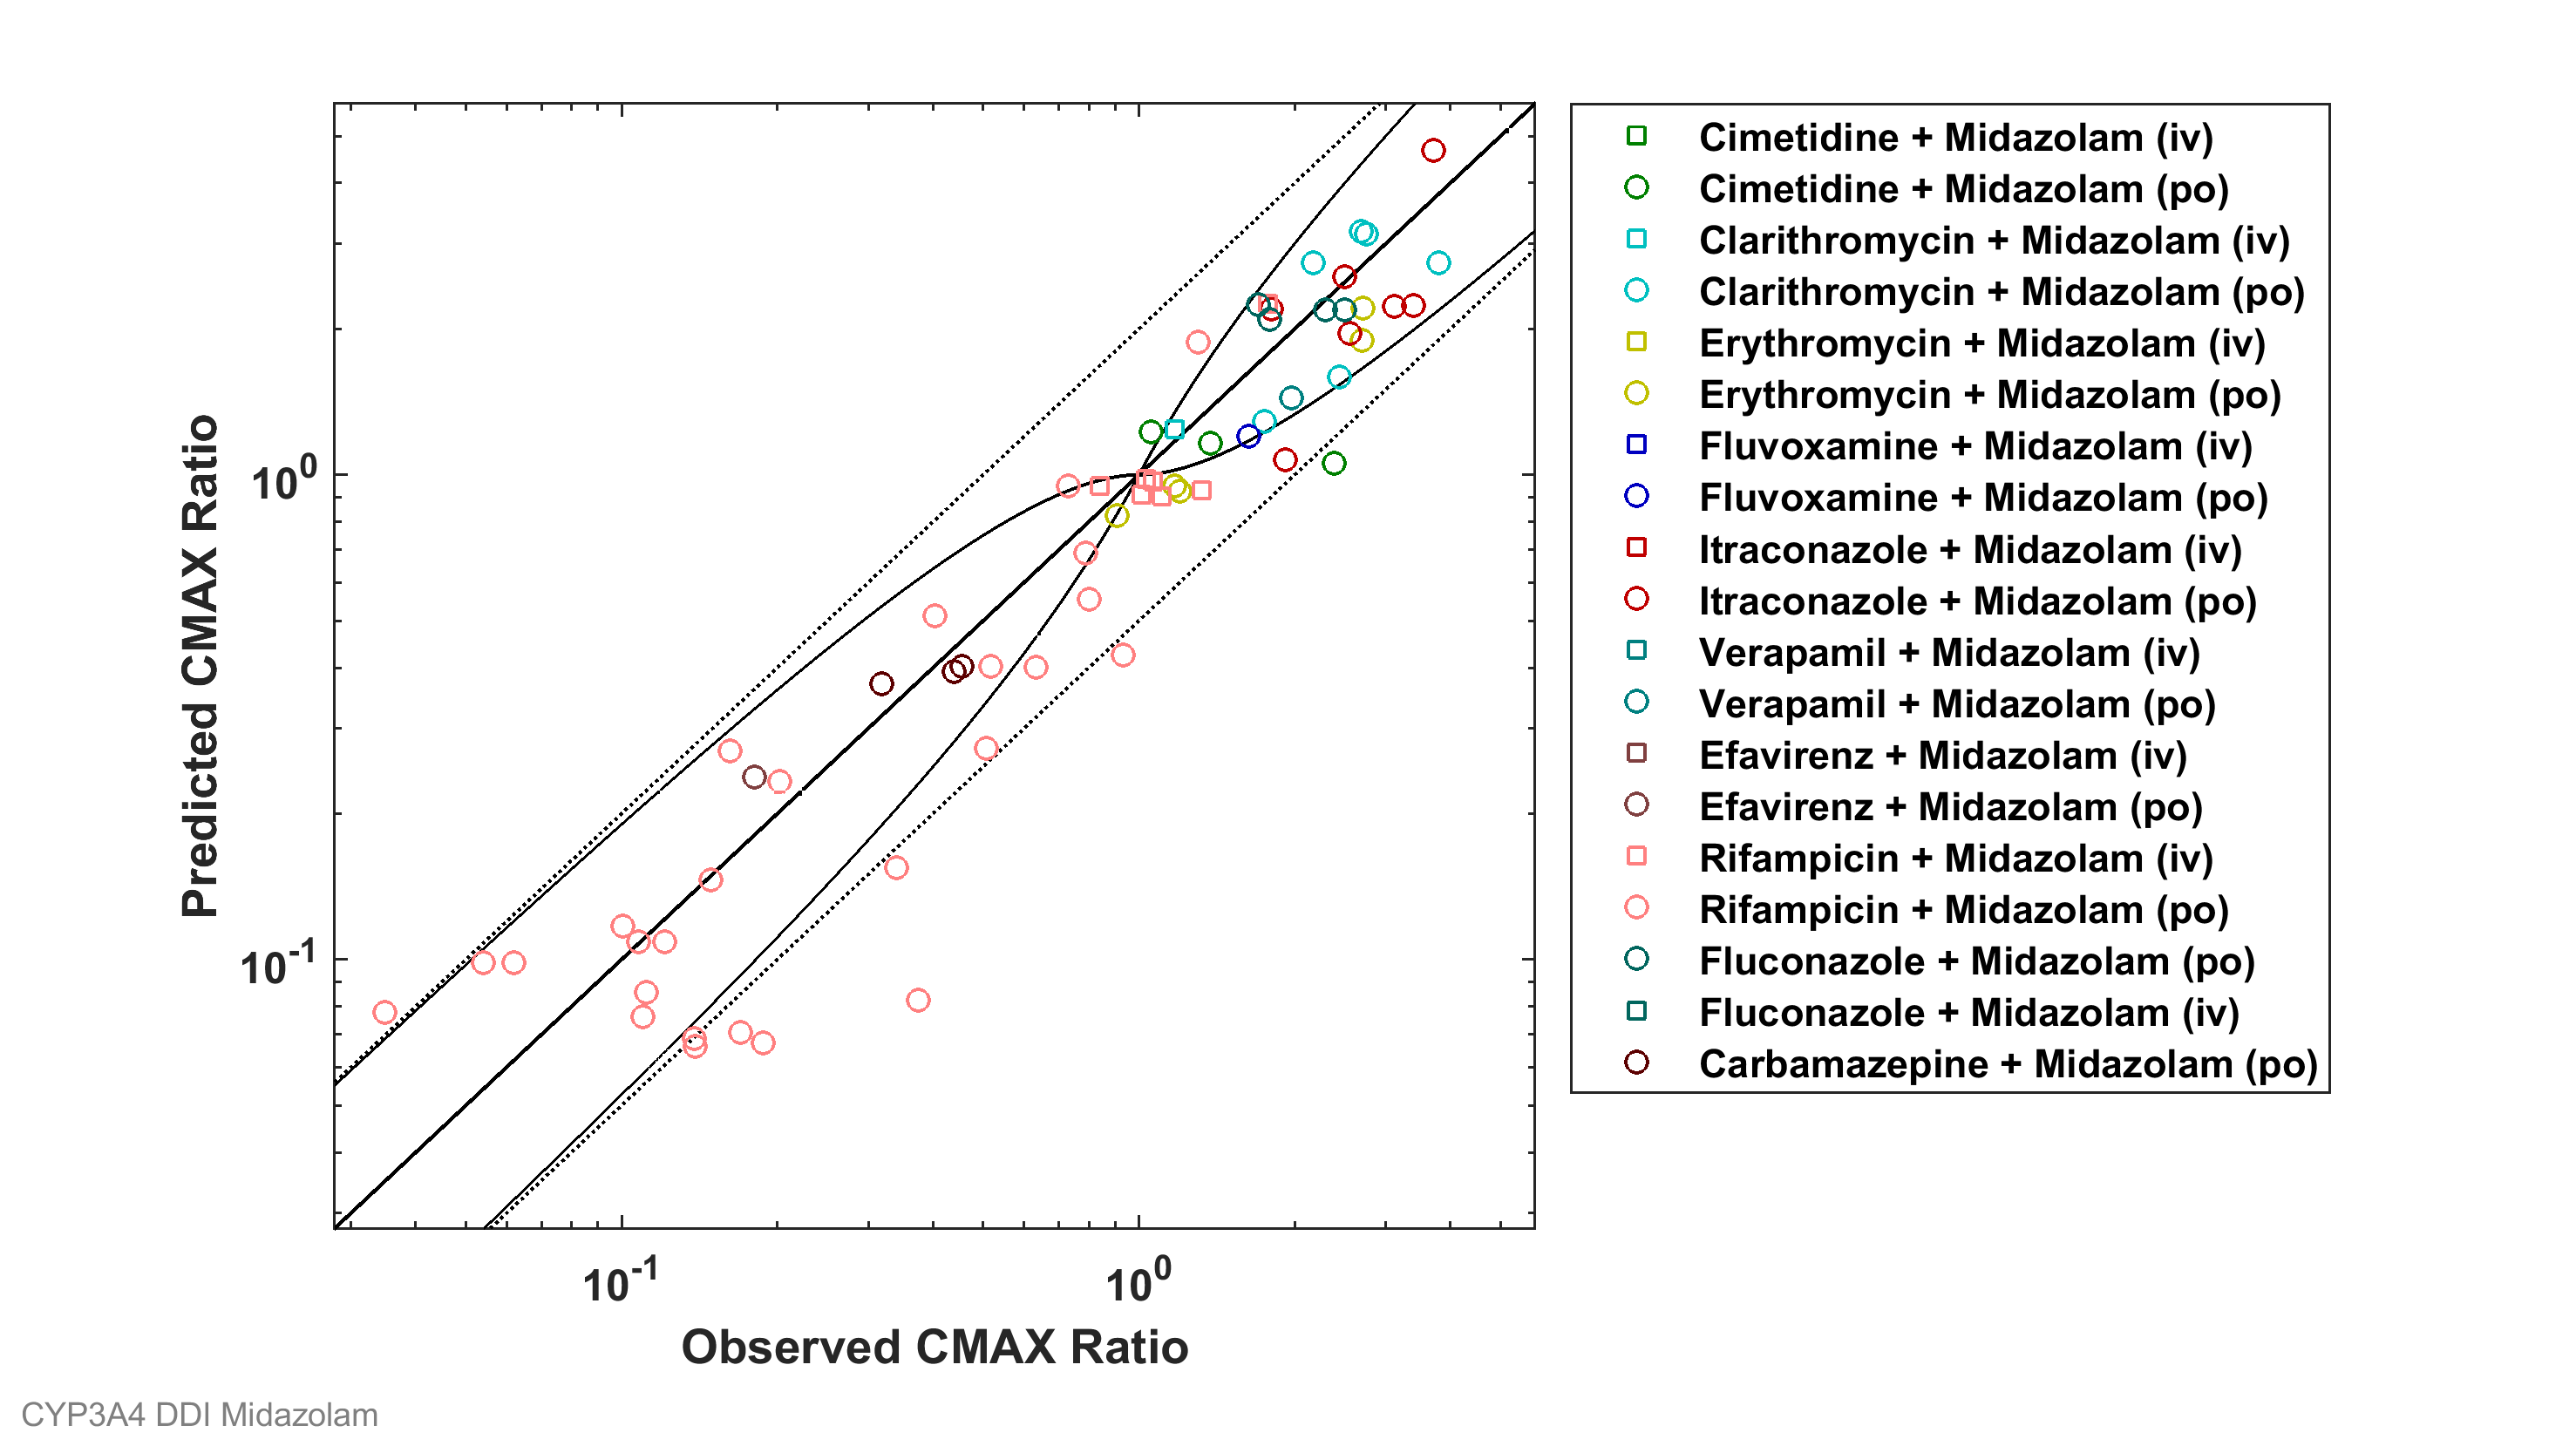 Cimetidine + Midazolam (iv)
Cimetidine + Midazolam (po)
Clarithromycin + Midazolam (iv)
Clarithromycin + Midazolam (po)
Erythromycin + Midazolam (iv)
Erythromycin + Midazolam (po)
Fluvoxamine + Midazolam (iv)
Fluvoxamine + Midazolam (po)
Itraconazole + Midazolam (iv)
Itraconazole + Midazolam (po)
Verapamil + Midazolam (iv)
Verapamil + Midazolam (po)
Efavirenz + Midazolam (iv)
Efavirenz + Midazolam (po)
Rifampicin + Midazolam (iv)
Rifampicin + Midazolam (po)
Fluconazole + Midazolam (po)
Fluconazole + Midazolam (iv)
Carbamazepine + Midazolam (po)
Predicted CMAX Ratio
10^0
10^-1
10^-1
10^0
Observed CMAX Ratio
CYP3A4 DDI Midazolam